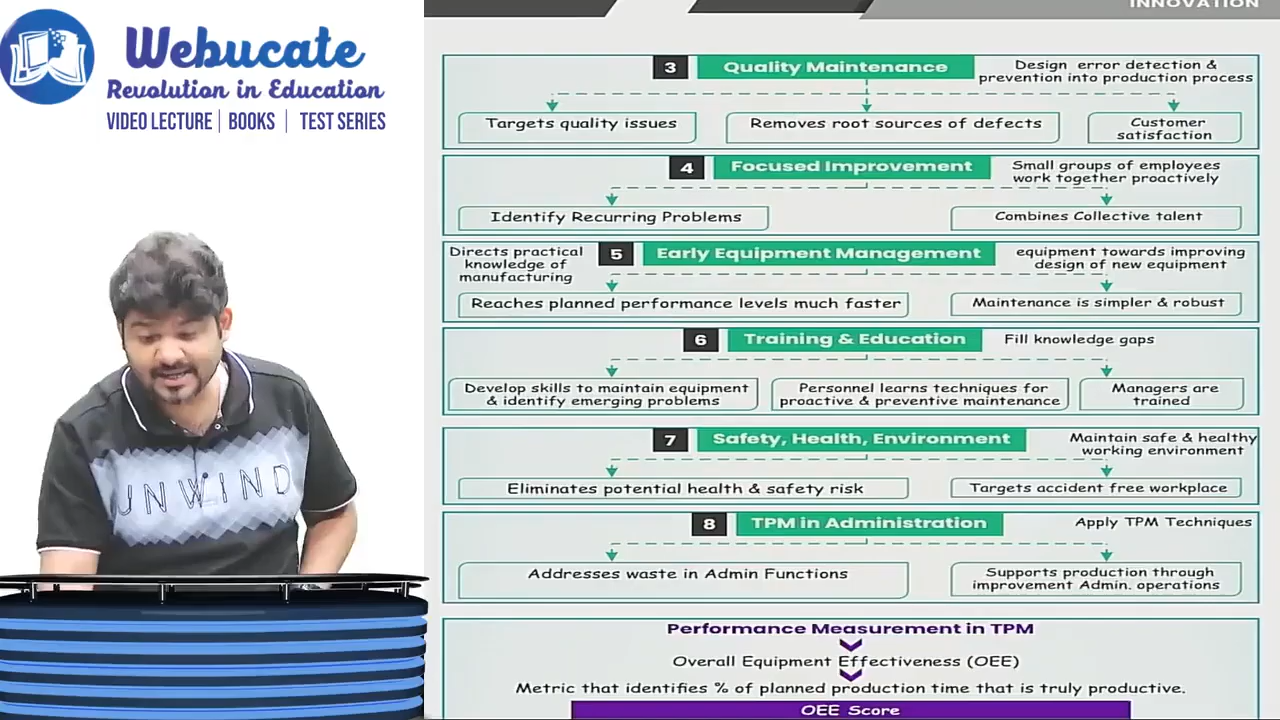 Webucate
Revolution in Education
VIDEO LECTURE | BOOKS | TEST SERIES
UNWIND
INNOVATION
3 Quality Maintenance
Design error detection &
prevention into production process
Targets quality issues
Removes root sources of defects
Customer
satisfaction
4 Focused Improvement
Small groups of employees
work together proactively
Identify Recurring Problems
Combines Collective talent
Directs practical
knowledge of
manufacturing
5 Early Equipment Management
equipment towards improving
design of new equipment
Reaches planned performance levels much faster
Maintenance is simpler & robust
6 Training & Education
Fill knowledge gaps
Develop skills to maintain equipment
& identify emerging problems
Personnel learns techniques for
proactive & preventive maintenance
Managers are
trained
7 Safety, Health, Environment
Maintain safe & healthy
working environment
Eliminates potential health & safety risk
Targets accident free workplace
8 TPM in Administration
Apply TPM Techniques
Addresses waste in Admin Functions
Supports production through
improvement Admin. operations
Performance Measurement in TPM
Overall Equipment Effectiveness (OEE)
Metric that identifies % of planned production time that is truly productive.
OEE Score